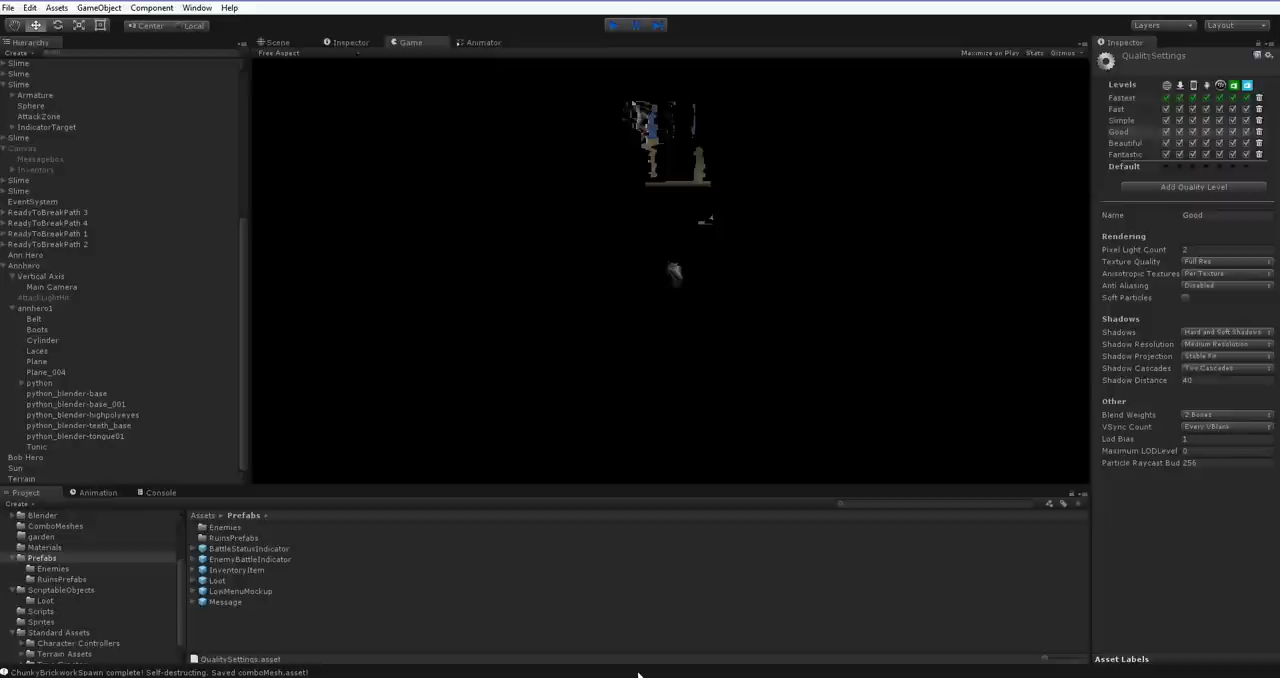 File Edit Assets GameObject Component Window Help
Center Local Layers Layout
Hierarchy Scene Inspector Game Animator Inspector
Create Free Aspect Maximize on Play Stats Gizmos QualitySettings
Slime
Slime
Slime
Armature
Sphere
AttackZone
IndicatorTarget
Slime
Canvas
Messagebox
Inventory
Slime
Slime
EventSystem
ReadyToBreakPath 3
ReadyToBreakPath 4
ReadyToBreakPath 1
ReadyToBreakPath 2
Ann Hero
Annhero
Vertical Axis
Main Camera
AttackLightHit
annhero1
Belt
Boots
Cylinder
Laces
Plane
Plane_004
python
python_blender-base
python_blender-base_001
python_blender-highpolyeyes
python_blender-teeth_base
python_blender-tongue01
Tunic
Bob Hero
Sun
Terrain
Levels
Fastest
Fast
Simple
Good
Beautiful
Fantastic
Default
Add Quality Level
Name Good
Rendering
Pixel Light Count 2
Texture Quality Full Res
Anisotropic Textures Per Texture
Anti Aliasing Disabled
Soft Particles
Shadows
Shadows Hard and Soft Shadows
Shadow Resolution Medium Resolution
Shadow Projection Stable Fit
Shadow Cascades Two Cascades
Shadow Distance 40
Other
Blend Weights 2 Bones
VSync Count Every VBlank
Lod Bias 1
Maximum LODLevel 0
Particle Raycast Bud 256
Project Animation Console
Create
Blender
ComboMeshes
garden
Materials
Prefabs
Enemies
RuinsPrefabs
ScriptableObjects
Loot
Scripts
Sprites
Standard Assets
Character Controllers
Terrain Assets
Assets Prefabs
Enemies
RuinsPrefabs
BattleStatusIndicator
EnemyBattleIndicator
InventoryItem
Loot
LowMenuMockup
Message
QualitySettings.asset
Asset Labels
ChunkyBrickworkSpawn complete! Self-destructing. Saved comboMesh.asset!